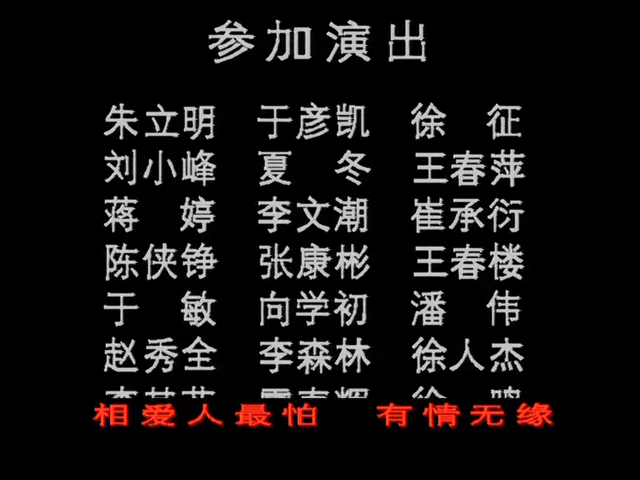 参加演出
朱立明 于彦凯 徐 征
刘小峰 夏 冬 王春萍
蒋 婷 李文潮 崔承衍
陈侠铮 张康彬 王春楼
于 敏 向学初 潘 伟
赵秀全 李森林 徐人杰
相爱人最怕 有情无缘